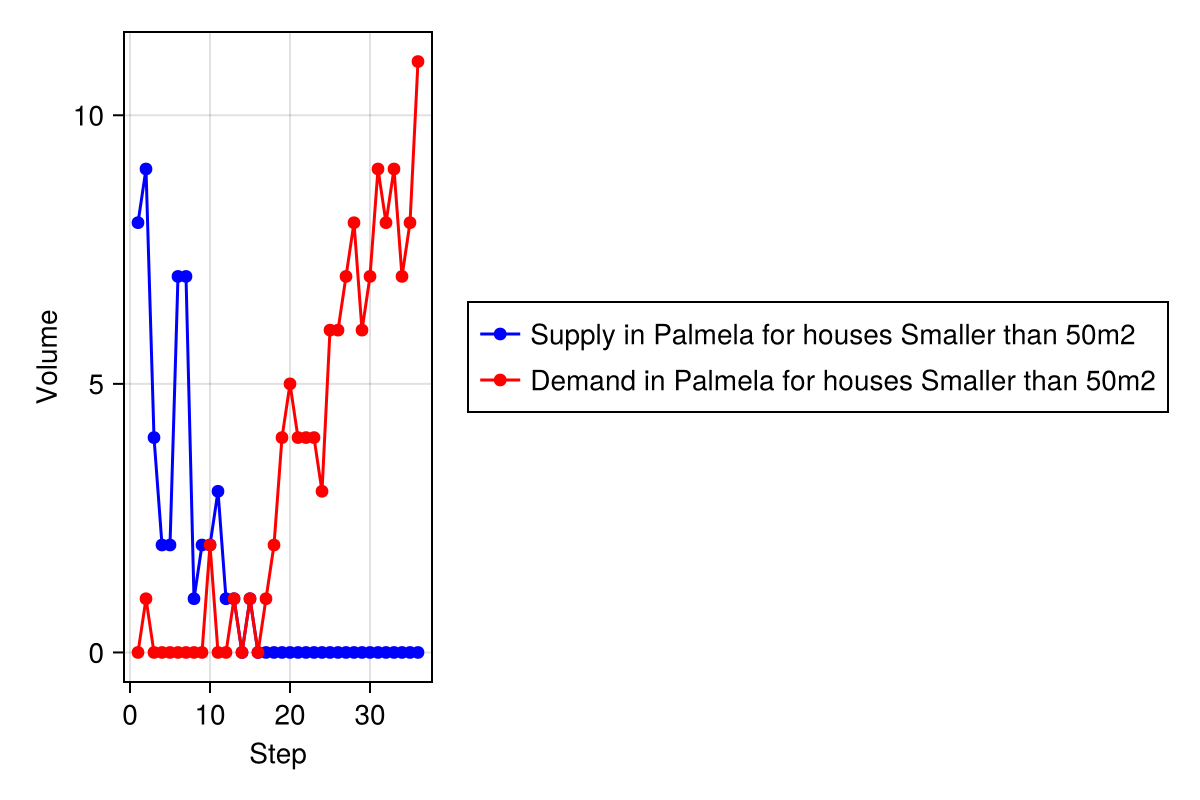 10
5
0
Volume
0 10 20 30
Step
Supply in Palmela for houses Smaller than 50m2
Demand in Palmela for houses Smaller than 50m2